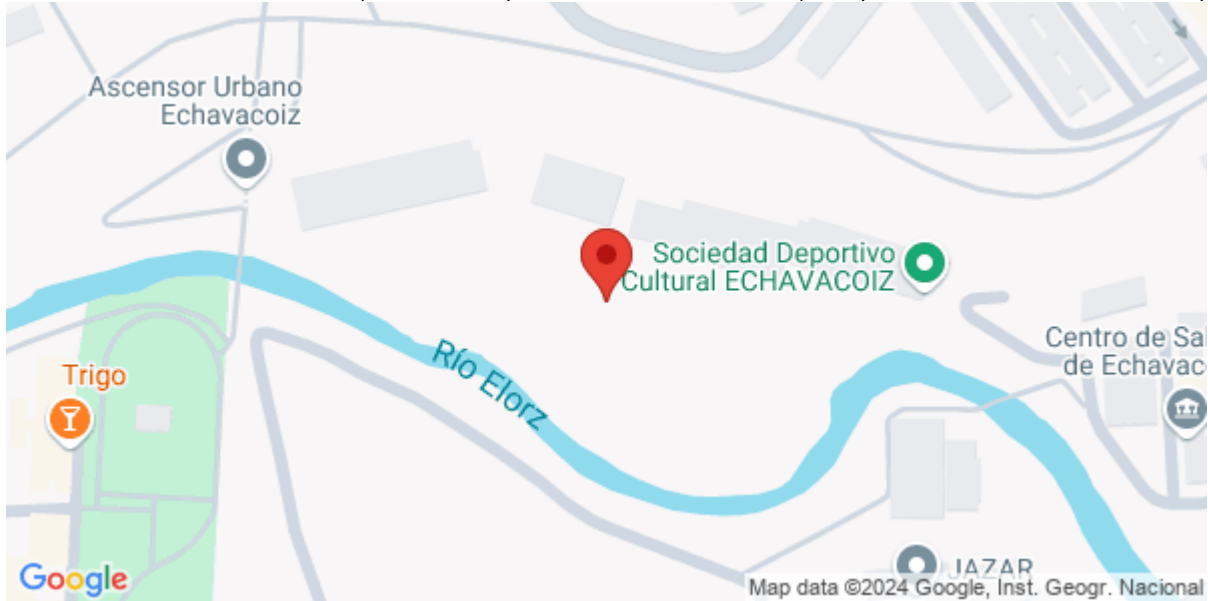 Ascensor Urbano
Echavacoiz
Sociedad Deportivo
Cultural ECHAVACOIZ
Centro de Sal
de Echavaco
Río Elorz
Trigo
JAZAR
Google
Map data ©2024 Google, Inst. Geogr. Nacional